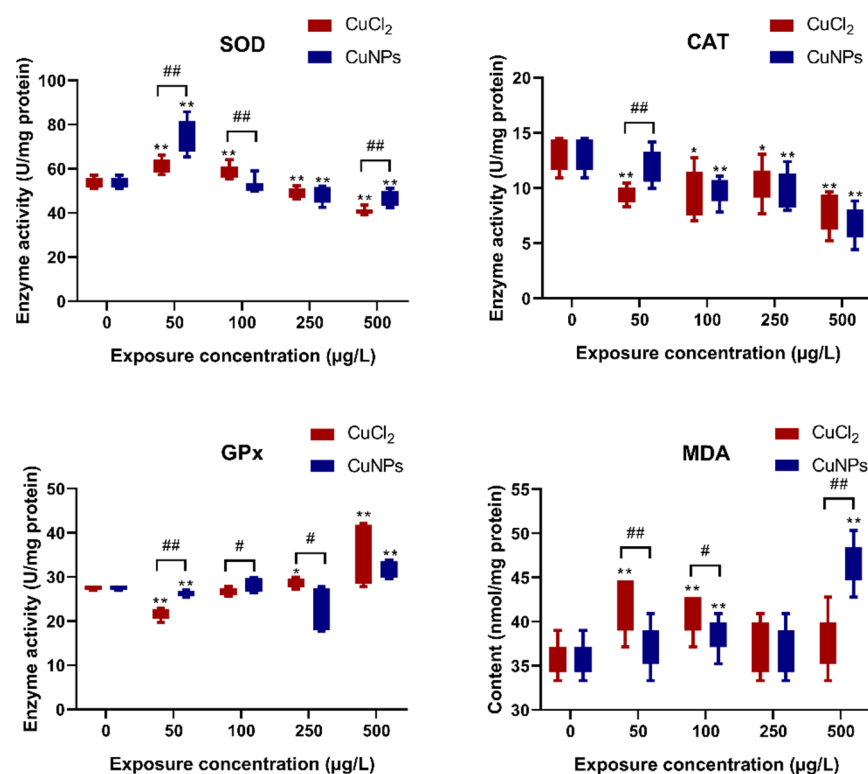 SOD
CuCl2
CuNPs
Enzyme activity (U/mg protein)
100
80
60
40
20
0
##
**
**
##
**
**
**
##
**
**
0 50 100 250 500
Exposure concentration (µg/L)
CAT
CuCl2
CuNPs
Enzyme activity (U/mg protein)
20
15
10
5
0
##
**
*
**
*
**
**
**
0 50 100 250 500
Exposure concentration (µg/L)
GPx
CuCl2
CuNPs
Enzyme activity (U/mg protein)
50
40
30
20
10
0
##
**
**
#
#
*
**
**
0 50 100 250 500
Exposure concentration (µg/L)
MDA
CuCl2
CuNPs
Content (nmol/mg protein)
55
50
45
40
35
30
##
**
#
**
**
##
**
0 50 100 250 500
Exposure concentration (µg/L)